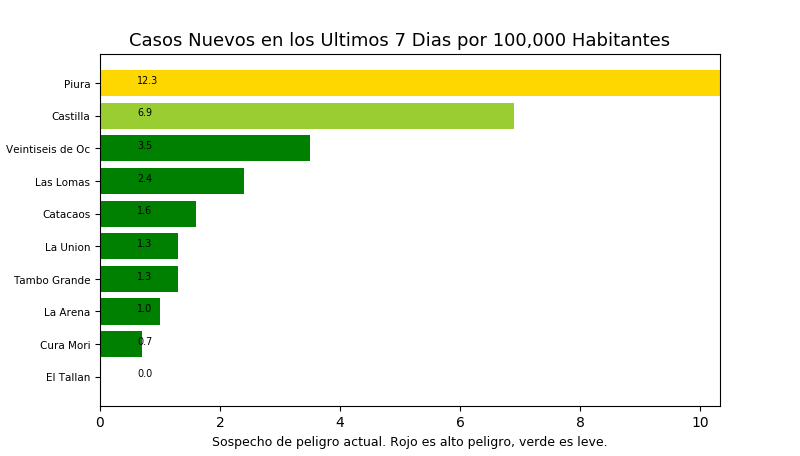 Casos Nuevos en los Ultimos 7 Dias por 100,000 Habitantes
Piura 12.3
Castilla 6.9
Veintiseis de Oc 3.5
Las Lomas 2.4
Catacaos 1.6
La Union 1.3
Tambo Grande 1.3
La Arena 1.0
Cura Mori 0.7
El Tallan 0.0
0 2 4 6 8 10
Sospecho de peligro actual. Rojo es alto peligro, verde es leve.